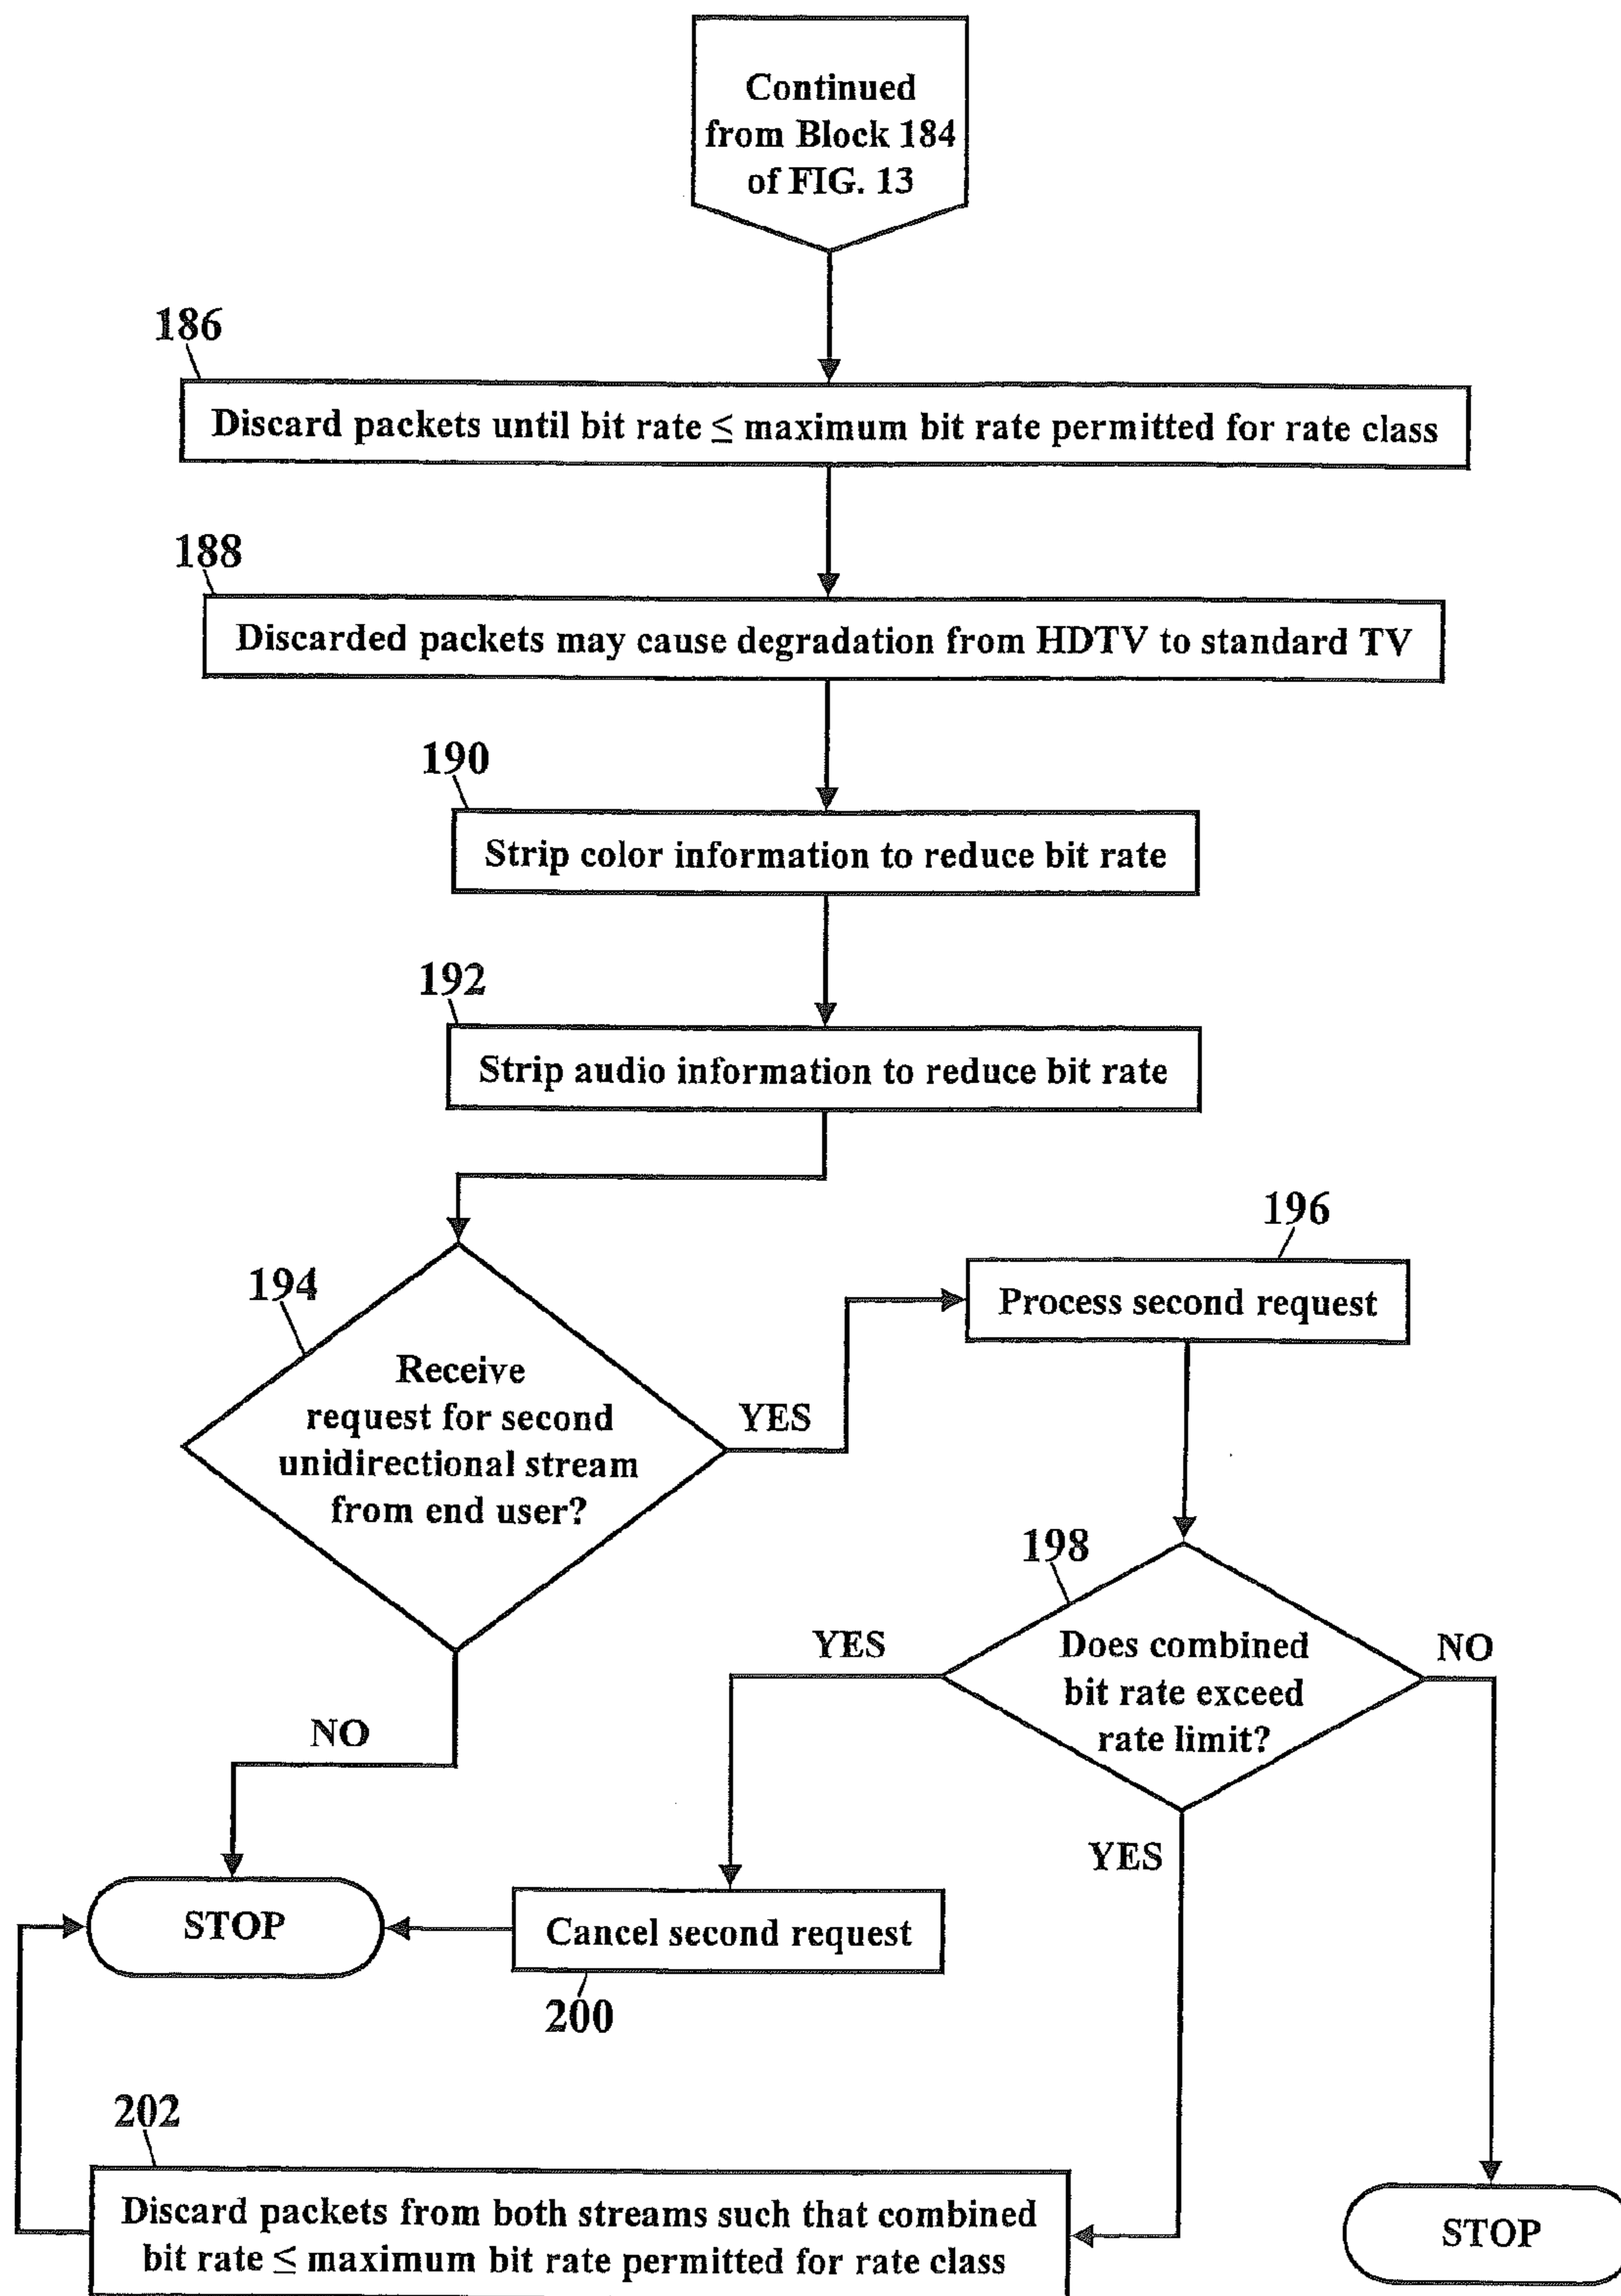 Continued
from Block 184
of FIG. 13
186
Discard packets until bit rate ≤ maximum bit rate permitted for rate class
188
Discarded packets may cause degradation from HDTV to standard TV
190
Strip color information to reduce bit rate
192
Strip audio information to reduce bit rate
194
Receive
request for second
unidirectional stream
from end user?
YES
NO
196
Process second request
198
Does combined
bit rate exceed
rate limit?
YES
NO
YES
STOP
Cancel second request
200
202
Discard packets from both streams such that combined
bit rate ≤ maximum bit rate permitted for rate class
STOP